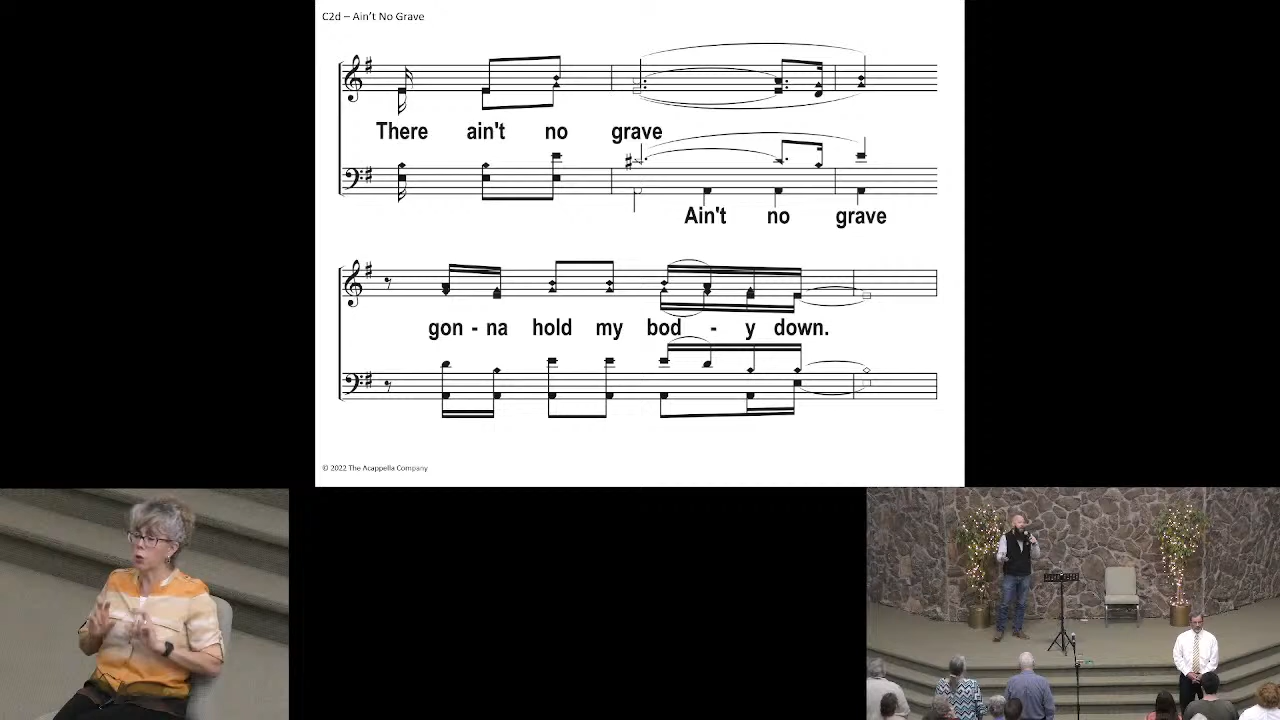 C2d – Ain't No Grave
There ain't no grave
Ain't no grave
gon - na hold my bod - y down.
© 2022 The Acappella Company